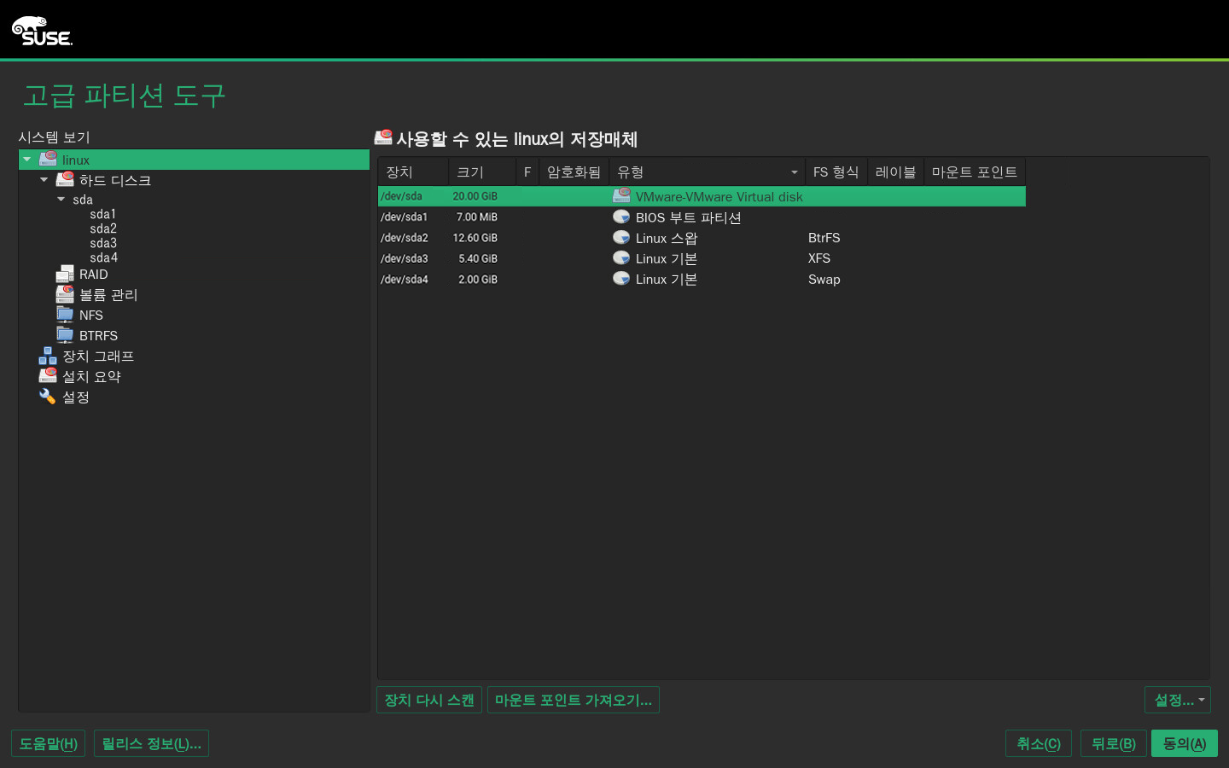 SUSE
고급 파티션 도구
시스템 보기
linux
하드 디스크
sda
sda1
sda2
sda3
sda4
RAID
볼륨 관리
NFS
BTRFS
장치 그래프
설치 요약
설정
사용할 수 있는 linux의 저장매체
장치 크기 F 암호화됨 유형 FS 형식 레이블 마운트 포인트
/dev/sda 20.00 GiB VMware-VMware Virtual disk
/dev/sda1 7.00 MiB BIOS 부트 파티션
/dev/sda2 12.60 GiB Linux 스왑 BtrFS
/dev/sda3 5.40 GiB Linux 기본 XFS
/dev/sda4 2.00 GiB Linux 기본 Swap
장치 다시 스캔 마운트 포인트 가져오기... 설정...
도움말(H) 릴리스 정보(L)... 취소(C) 뒤로(B) 동의(A)